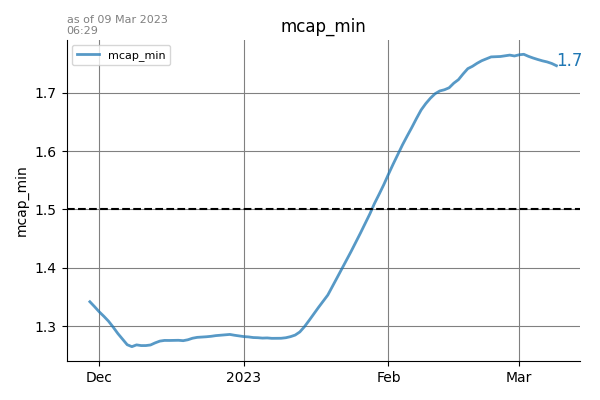 as of 09 Mar 2023
06:29
mcap_min
mcap_min
1.7
1.7
1.6
1.5
1.4
1.3
mcap_min
Dec
2023
Feb
Mar